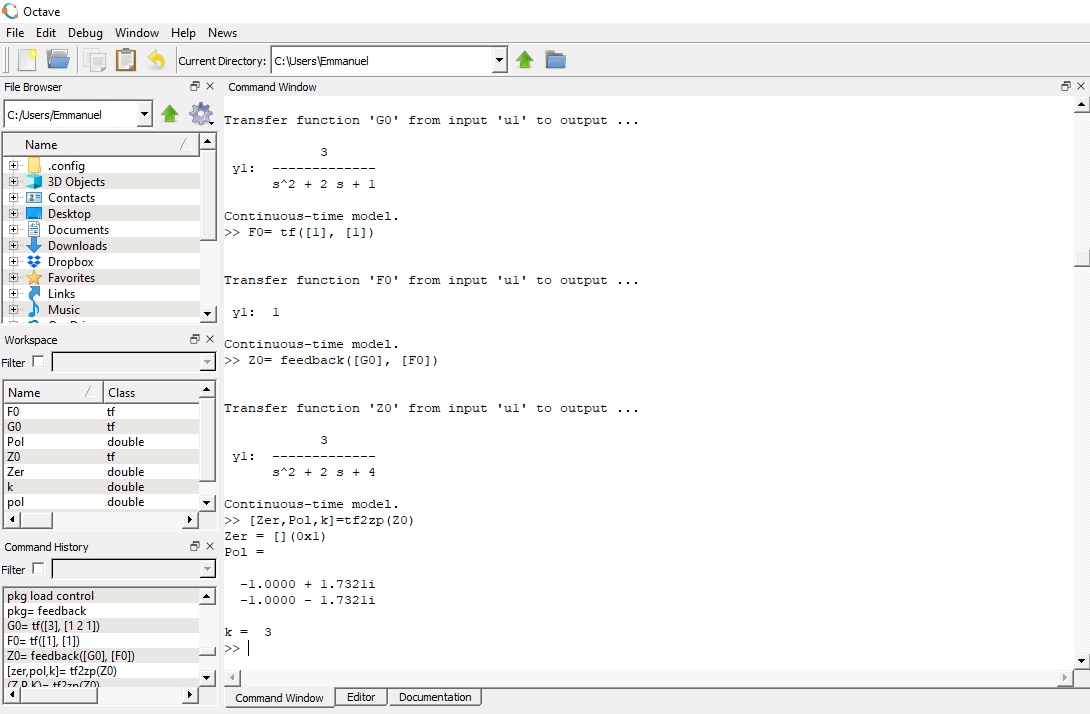 Octave
File Edit Debug Window Help News
Current Directory: C:\Users\Emmanuel
File Browser
C:/Users/Emmanuel
Name
.config
3D Objects
Contacts
Desktop
Documents
Downloads
Dropbox
Favorites
Links
Music
Workspace
Filter
Name Class
F0 tf
G0 tf
Pol double
Z0 tf
Zer double
k double
pol double
Command History
Filter
pkg load control
pkg= feedback
G0= tf([3], [1 2 1])
F0= tf([1], [1])
Z0= feedback([G0], [F0])
[zer,pol,k]= tf2zp(Z0)
(Z,P,K)= tf2zp(Z0)
Command Window
Transfer function 'G0' from input 'u1' to output ...
3
y1: -------------
s^2 + 2 s + 1
Continuous-time model.
>> F0= tf([1], [1])
Transfer function 'F0' from input 'u1' to output ...
y1: 1
Continuous-time model.
>> Z0= feedback([G0], [F0])
Transfer function 'Z0' from input 'u1' to output ...
3
y1: -------------
s^2 + 2 s + 4
Continuous-time model.
>> [Zer,Pol,k]=tf2zp(Z0)
Zer = [](0x1)
Pol =
-1.0000 + 1.7321i
-1.0000 - 1.7321i
k = 3
>>
Command Window Editor Documentation